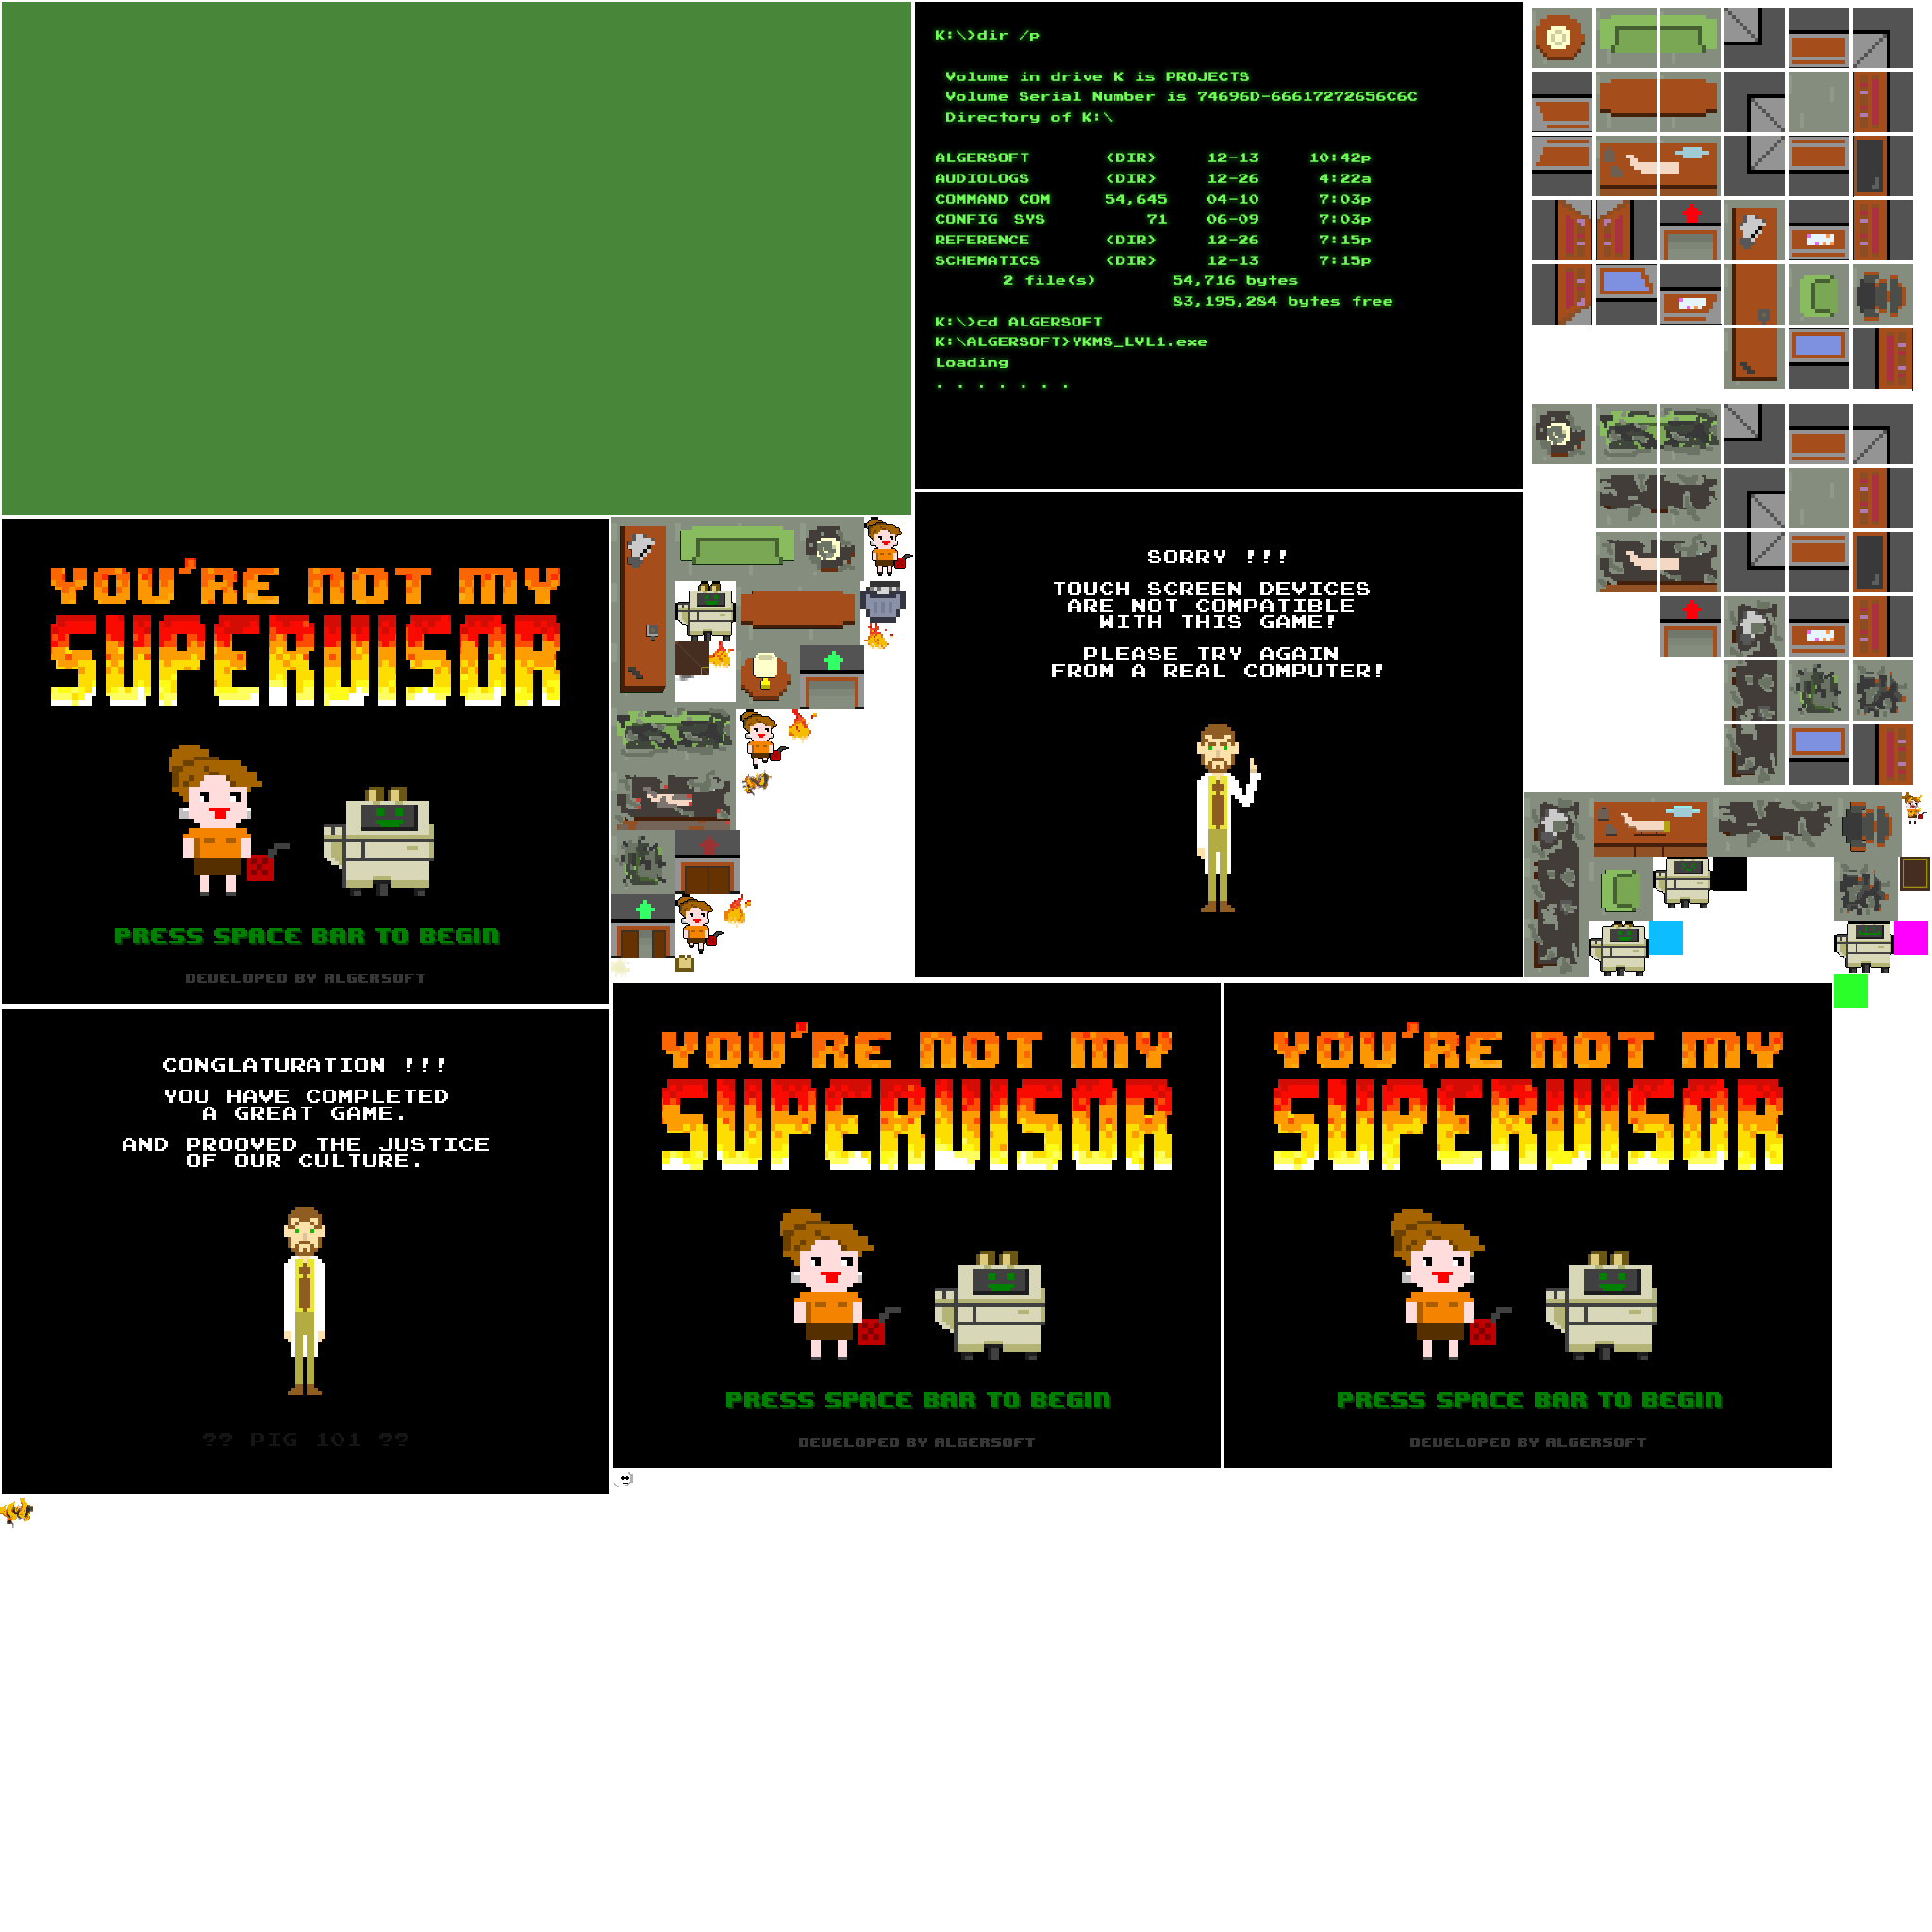 K:\>dir /p
Volume in drive K is PROJECTS
Volume Serial Number is 74696D-66617272656C6C
Directory of K:\
ALGERSOFT <DIR> 12-13 10:42p
AUDIOLOGS <DIR> 12-26 4:22a
COMMAND COM 54,645 04-10 7:03p
CONFIG SYS 71 06-09 7:03p
REFERENCE <DIR> 12-26 7:15p
SCHEMATICS <DIR> 12-13 7:15p
2 file(s) 54,716 bytes
83,195,284 bytes free
K:\>cd ALGERSOFT
K:\ALGERSOFT>YKMS_LVL1.exe
Loading
. . . . . . .
YOU'RE NOT MY
SUPERVISOR
PRESS SPACE BAR TO BEGIN
DEVELOPED BY ALGERSOFT
SORRY !!!
TOUCH SCREEN DEVICES
ARE NOT COMPATIBLE
WITH THIS GAME!
PLEASE TRY AGAIN
FROM A REAL COMPUTER!
CONGLATURATION !!!
YOU HAVE COMPLETED
A GREAT GAME.
AND PROOVED THE JUSTICE
OF OUR CULTURE.
?? PIG 101 ??
YOU'RE NOT MY
SUPERVISOR
PRESS SPACE BAR TO BEGIN
DEVELOPED BY ALGERSOFT
YOU'RE NOT MY
SUPERVISOR
PRESS SPACE BAR TO BEGIN
DEVELOPED BY ALGERSOFT